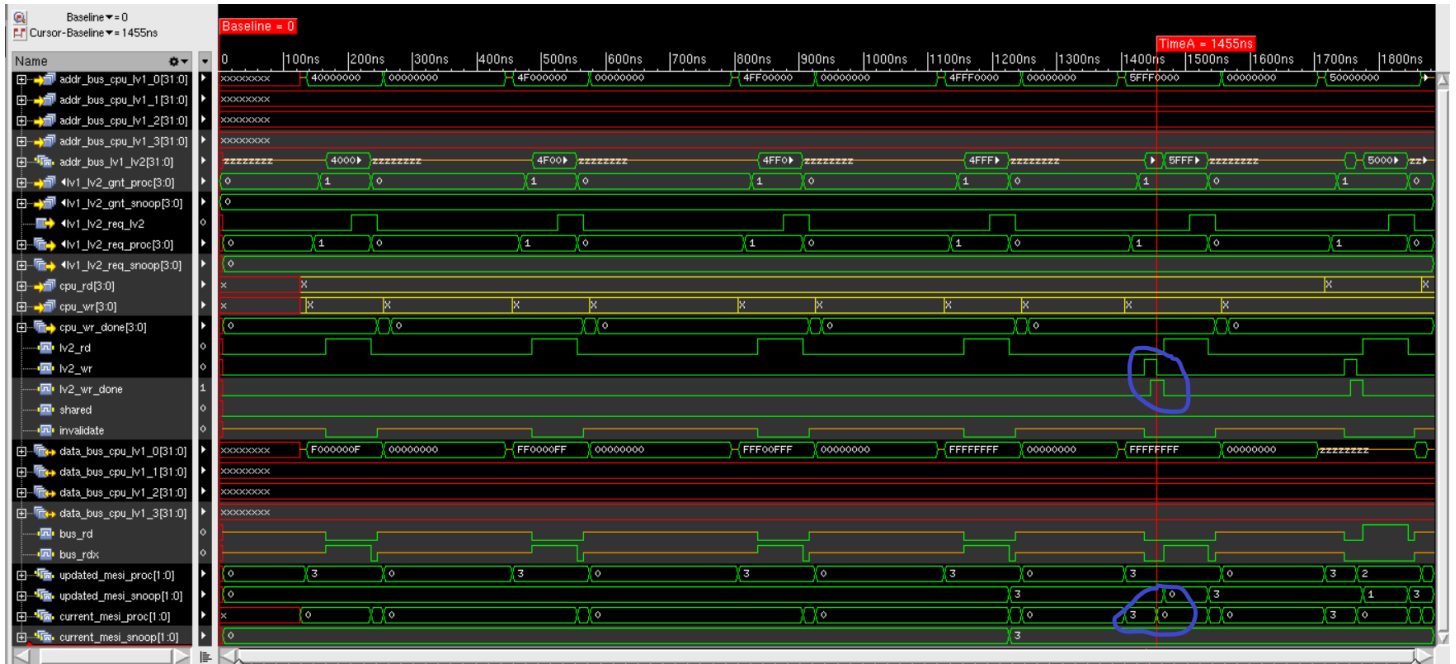 Baseline ▼= 0
Cursor-Baseline ▼= 1455ns
Baseline = 0
TimeA = 1455ns
Name
0 100ns 200ns 300ns 400ns 500ns 600ns 700ns 800ns 900ns 1000ns 1100ns 1200ns 1300ns 1400ns 1500ns 1600ns 1700ns 1800ns
addr_bus_cpu_lv1_0[31:0] xxxxxxxx 40000000 00000000 4F000000 00000000 4FF00000 00000000 4FFF0000 00000000 5FFF0000 00000000 50000000
addr_bus_cpu_lv1_1[31:0] xxxxxxxx
addr_bus_cpu_lv1_2[31:0] xxxxxxxx
addr_bus_cpu_lv1_3[31:0] xxxxxxxx
addr_bus_lv1_lv2[31:0] zzzzzzzz 4000 zzzzzzzz 4F00 zzzzzzzz 4FF0 zzzzzzzz 4FFF zzzzzzzz 5FFF zzzzzzzz 5000 zz
lv1_lv2_gnt_proc[3:0] 0 1 0 1 0 1 0 1 0 1 0 1 0
lv1_lv2_gnt_snoop[3:0] 0
lv1_lv2_req_lv2 0
lv1_lv2_req_proc[3:0] 0 1 0 1 0 1 0 1 0 1 0 1 0
lv1_lv2_req_snoop[3:0] 0
cpu_rd[3:0] x X X X
cpu_wr[3:0] x X X X X X X X X X X
cpu_wr_done[3:0] 0 0 0 0 0 0
lv2_rd 0
lv2_wr 0
lv2_wr_done 1
shared 0
invalidate 0
data_bus_cpu_lv1_0[31:0] xxxxxxxx F000000F 00000000 FF0000FF 00000000 FFF00FFF 00000000 FFFFFFFF 00000000 FFFFFFFF 00000000 zzzzzzzz
data_bus_cpu_lv1_1[31:0] xxxxxxxx
data_bus_cpu_lv1_2[31:0] xxxxxxxx
data_bus_cpu_lv1_3[31:0] xxxxxxxx
bus_rd 0
bus_rdx 0
updated_mesi_proc[1:0] 0 3 0 3 0 3 0 3 0 3 0 3 2
updated_mesi_snoop[1:0] 0 3 0 3 1 3
current_mesi_proc[1:0] x 0 0 0 0 0 3 0 0 3 0
current_mesi_snoop[1:0] 0 3